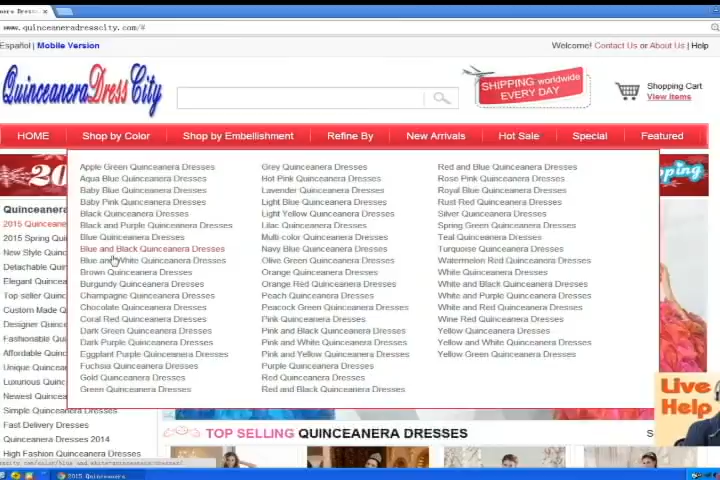 www.quinceaneradresscity.com/#
Español | Mobile Version
Welcome! Contact Us or About Us | Help
QuinceaneraDressCity
SHIPPING worldwide
EVERY DAY
Shopping Cart
View Items
HOME Shop by Color Shop by Embellishment Refine By New Arrivals Hot Sale Special Featured
Apple Green Quinceanera Dresses
Aqua Blue Quinceanera Dresses
Baby Blue Quinceanera Dresses
Baby Pink Quinceanera Dresses
Black Quinceanera Dresses
Black and Purple Quinceanera Dresses
Blue Quinceanera Dresses
Blue and Black Quinceanera Dresses
Blue and White Quinceanera Dresses
Brown Quinceanera Dresses
Burgundy Quinceanera Dresses
Champagne Quinceanera Dresses
Chocolate Quinceanera Dresses
Coral Red Quinceanera Dresses
Dark Green Quinceanera Dresses
Dark Purple Quinceanera Dresses
Eggplant Purple Quinceanera Dresses
Fuchsia Quinceanera Dresses
Gold Quinceanera Dresses
Green Quinceanera Dresses
Grey Quinceanera Dresses
Hot Pink Quinceanera Dresses
Lavender Quinceanera Dresses
Light Blue Quinceanera Dresses
Light Yellow Quinceanera Dresses
Lilac Quinceanera Dresses
Multi-color Quinceanera Dresses
Navy Blue Quinceanera Dresses
Olive Green Quinceanera Dresses
Orange Quinceanera Dresses
Orange Red Quinceanera Dresses
Peach Quinceanera Dresses
Peacock Green Quinceanera Dresses
Pink Quinceanera Dresses
Pink and Black Quinceanera Dresses
Pink and White Quinceanera Dresses
Pink and Yellow Quinceanera Dresses
Purple Quinceanera Dresses
Red Quinceanera Dresses
Red and Black Quinceanera Dresses
Red and Blue Quinceanera Dresses
Rose Pink Quinceanera Dresses
Royal Blue Quinceanera Dresses
Rust Red Quinceanera Dresses
Silver Quinceanera Dresses
Spring Green Quinceanera Dresses
Teal Quinceanera Dresses
Turquoise Quinceanera Dresses
Watermelon Red Quinceanera Dresses
White Quinceanera Dresses
White and Black Quinceanera Dresses
White and Purple Quinceanera Dresses
White and Red Quinceanera Dresses
Wine Red Quinceanera Dresses
Yellow Quinceanera Dresses
Yellow and White Quinceanera Dresses
Yellow Green Quinceanera Dresses
20
Quinceanera
2015 Quinceane
2015 Spring Qui
New Style Quin
Detachable Quin
Elegant Quince
Top seller Quin
Custom Made Q
Designer Quince
Fashionable Qui
Affordable Quin
Unique Quincea
Luxurious Quinc
Newest Quince
Simple Quinceanera Dresses
Fast Delivery Dresses
Quinceanera Dresses 2014
High Fashion Quinceanera Dresses
pping
Live
Help
TOP SELLING QUINCEANERA DRESSES
S
2015 Quinceanera